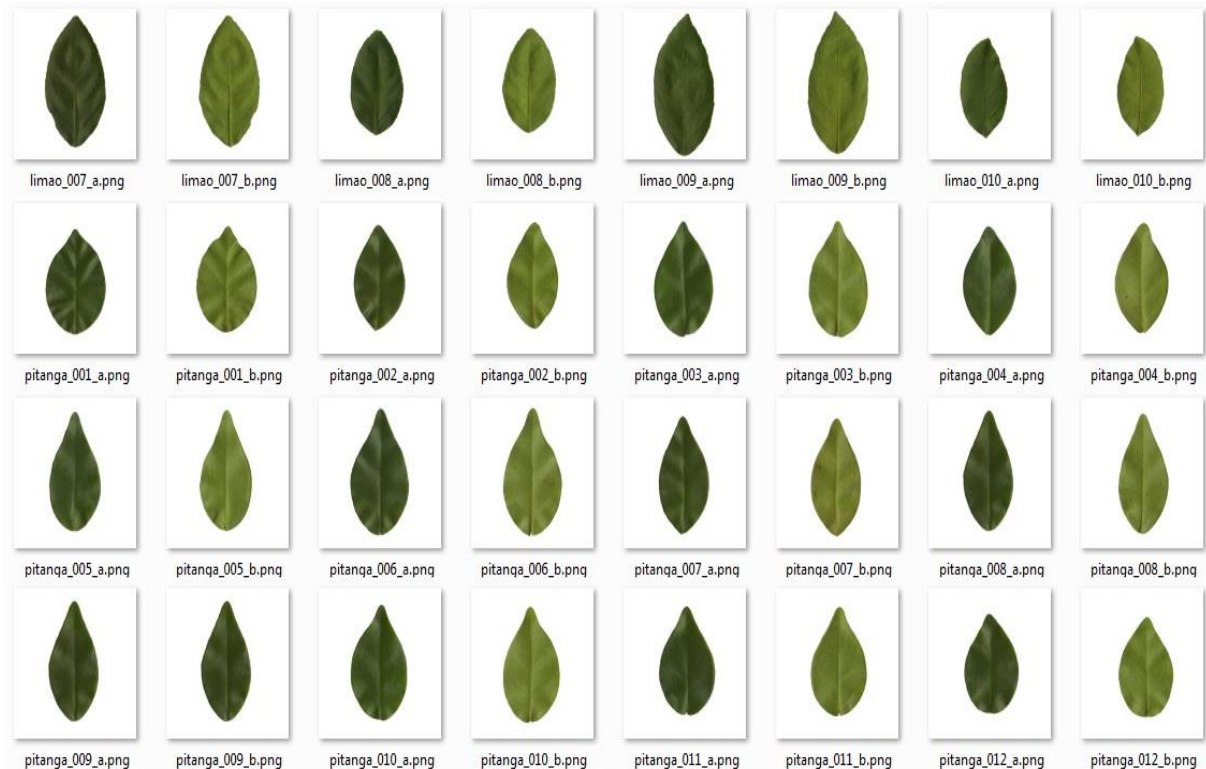 limao_007_a.png limao_007_b.png limao_008_a.png limao_008_b.png limao_009_a.png limao_009_b.png limao_010_a.png limao_010_b.png
pitanga_001_a.png pitanga_001_b.png pitanga_002_a.png pitanga_002_b.png pitanga_003_a.png pitanga_003_b.png pitanga_004_a.png pitanga_004_b.png
pitanga_005_a.png pitanga_005_b.png pitanga_006_a.png pitanga_006_b.png pitanga_007_a.png pitanga_007_b.png pitanga_008_a.png pitanga_008_b.png
pitanga_009_a.png pitanga_009_b.png pitanga_010_a.png pitanga_010_b.png pitanga_011_a.png pitanga_011_b.png pitanga_012_a.png pitanga_012_b.png